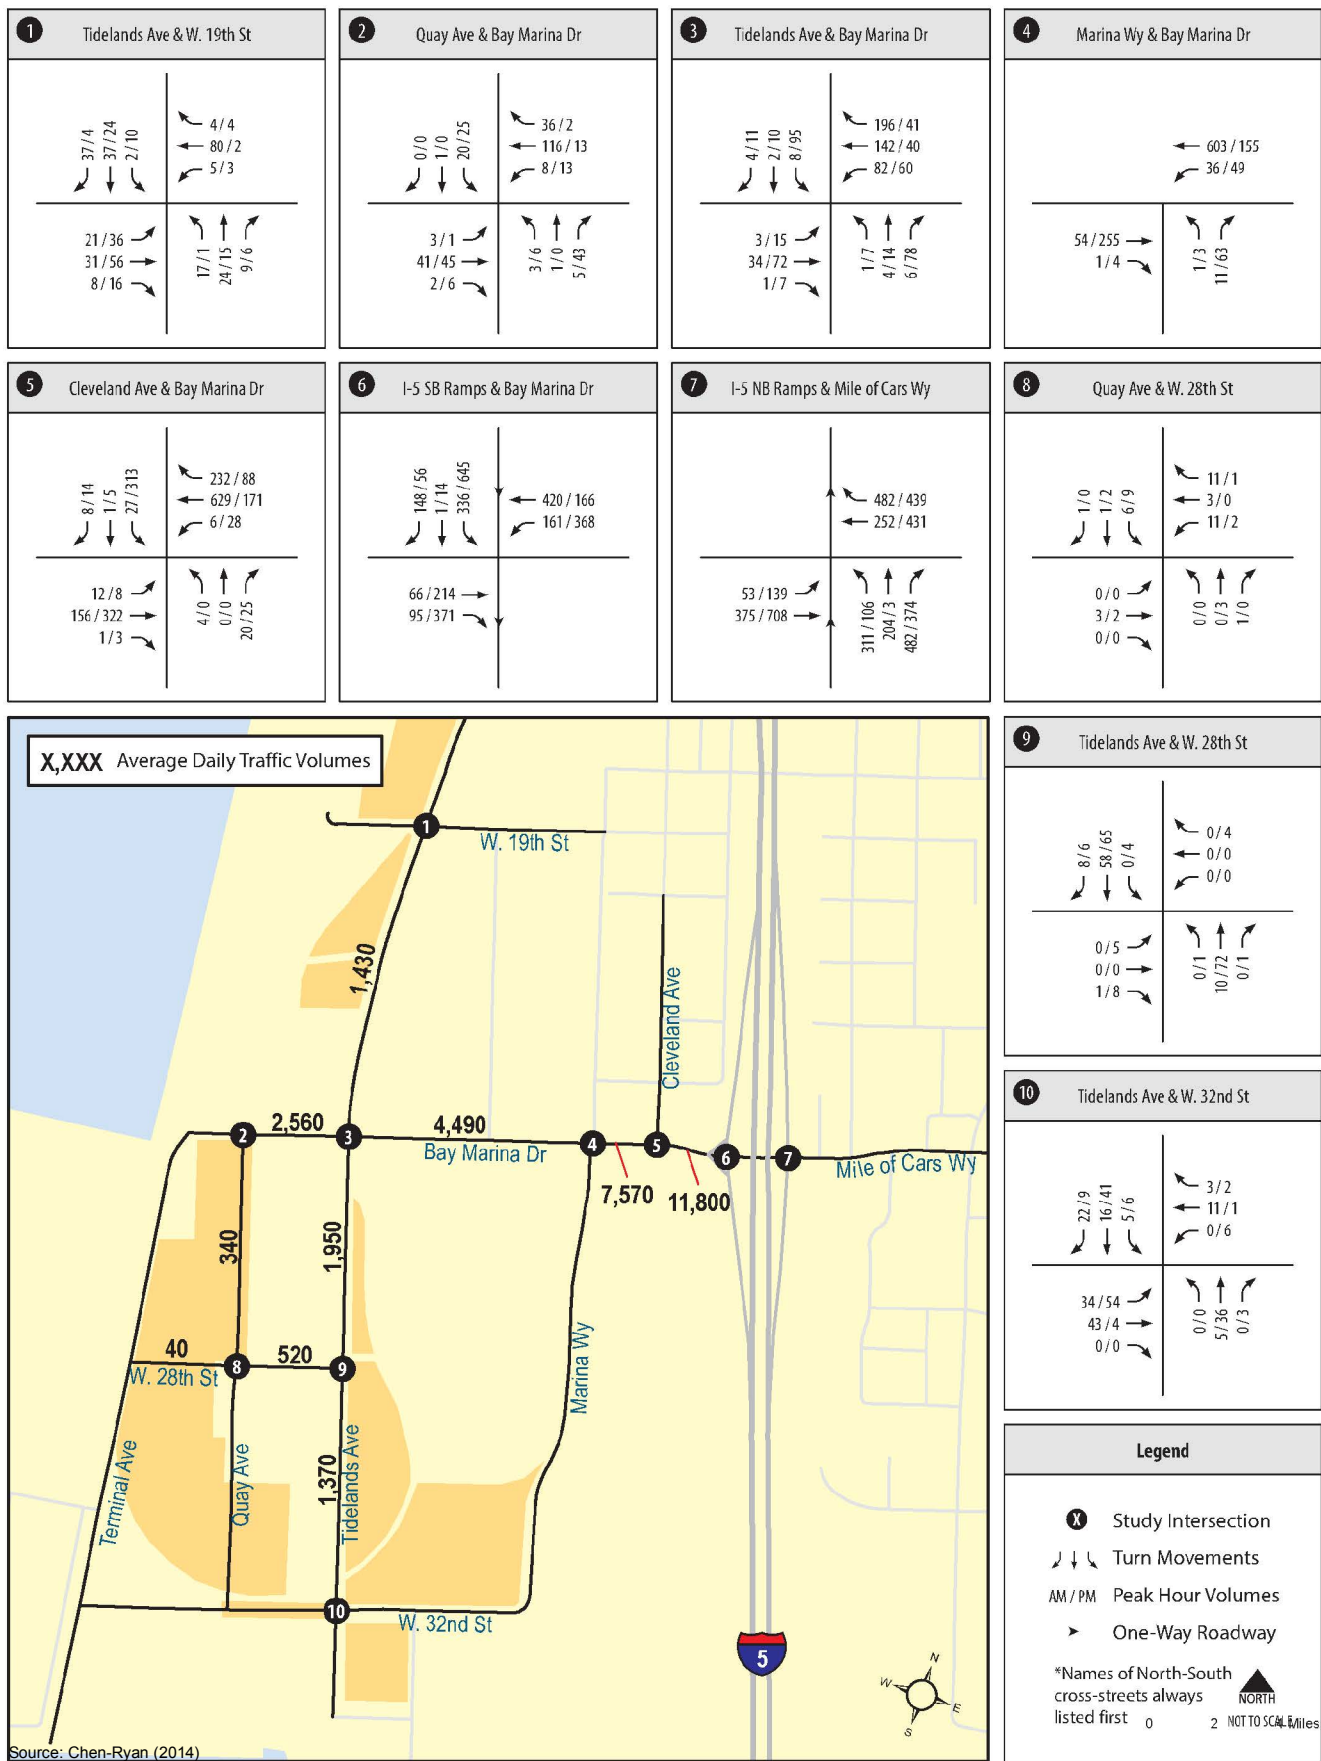 1 Tidelands Ave & W. 19th St
37 / 4
37 / 24
2 / 10
4 / 4
80 / 2
5 / 3
21 / 36
31 / 56
8 / 16
17 / 1
24 / 15
9 / 6
2 Quay Ave & Bay Marina Dr
0 / 0
1 / 0
20 / 25
36 / 2
116 / 13
8 / 13
3 / 1
41 / 45
2 / 6
3 / 6
1 / 0
5 / 43
3 Tidelands Ave & Bay Marina Dr
4 / 11
2 / 10
8 / 95
196 / 41
142 / 40
82 / 60
3 / 15
34 / 72
1 / 7
1 / 7
4 / 14
6 / 78
4 Marina Wy & Bay Marina Dr
603 / 155
36 / 49
54 / 255
1 / 4
1 / 3
11 / 63
5 Cleveland Ave & Bay Marina Dr
8 / 14
1 / 5
27 / 313
232 / 88
629 / 171
6 / 28
12 / 8
156 / 322
1 / 3
4 / 0
0 / 0
20 / 25
6 I-5 SB Ramps & Bay Marina Dr
148 / 56
1 / 14
336 / 645
420 / 166
161 / 368
66 / 214
95 / 371
7 I-5 NB Ramps & Mile of Cars Wy
482 / 439
252 / 431
53 / 139
375 / 708
311 / 106
204 / 3
482 / 374
8 Quay Ave & W. 28th St
1 / 0
1 / 2
6 / 9
11 / 1
3 / 0
11 / 2
0 / 0
3 / 2
0 / 0
0 / 0
0 / 3
1 / 0
X,XXX Average Daily Traffic Volumes
1
W. 19th St
1,430
Cleveland Ave
2
2,560
3
4,490
Bay Marina Dr
4
5
6
7
Mile of Cars Wy
7,570
11,800
340
1,950
40
W. 28th St
8
520
9
Marina Wy
Terminal Ave
Quay Ave
1,370
Tidelands Ave
10
W. 32nd St
5
N
W
E
S
Source: Chen-Ryan (2014)
9 Tidelands Ave & W. 28th St
8 / 6
58 / 65
0 / 4
0 / 4
0 / 0
0 / 0
0 / 5
0 / 0
1 / 8
0 / 1
10 / 72
0 / 1
10 Tidelands Ave & W. 32nd St
22 / 9
16 / 41
5 / 6
3 / 2
11 / 1
0 / 6
34 / 54
43 / 4
0 / 0
0 / 0
5 / 36
0 / 3
Legend
X Study Intersection
Turn Movements
AM / PM Peak Hour Volumes
One-Way Roadway
*Names of North-South
cross-streets always
listed first
NORTH
NOT TO SCALE
0 2 4 Miles